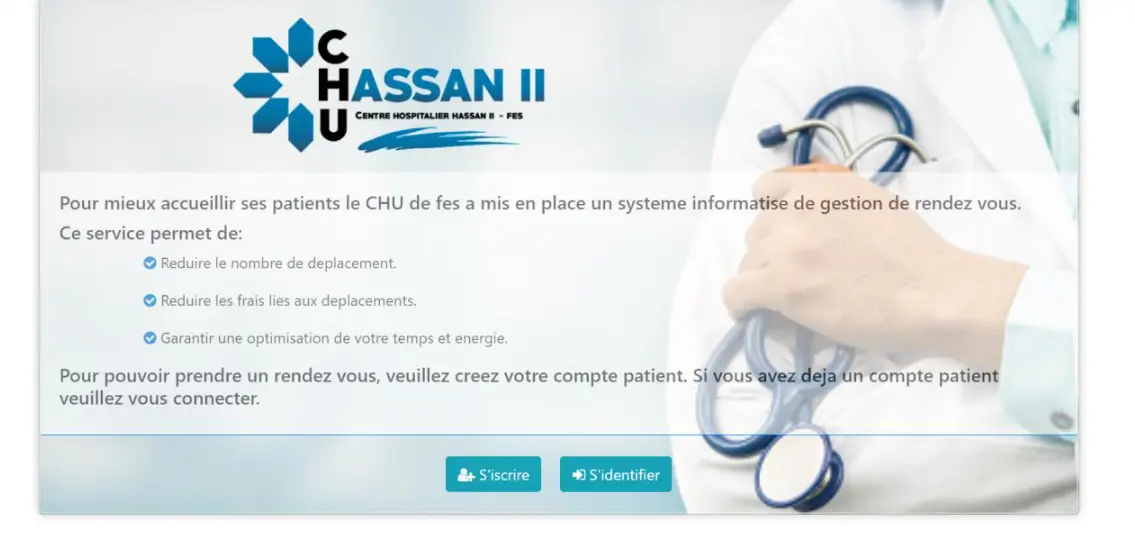 CHU
HASSAN II
CENTRE HOSPITALIER HASSAN II - FES
Pour mieux accueillir ses patients le CHU de fes a mis en place un systeme informatise de gestion de rendez vous.
Ce service permet de:
Reduire le nombre de deplacement.
Reduire les frais lies aux deplacements.
Garantir une optimisation de votre temps et energie.
Pour pouvoir prendre un rendez vous, veuillez creez votre compte patient. Si vous avez deja un compte patient
veuillez vous connecter.
S'iscrire
S'identifier